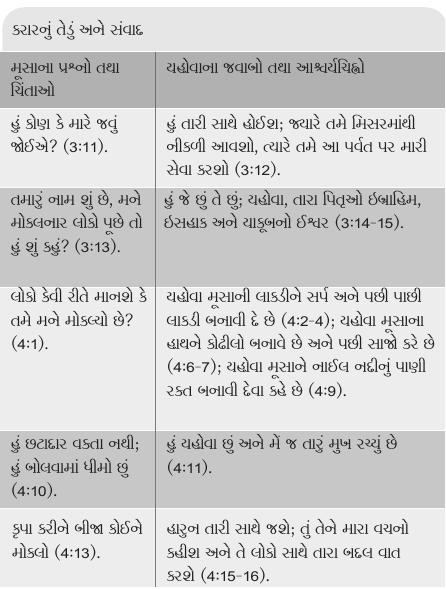 કરારનું તેડું અને સંવાદ
મૂસાના પ્રશ્નો તથા
ચિંતાઓ
યહોવાના જવાબો તથા આશ્ચર્યચિહ્નો
હું કોણ કે મારે જવું
જોઈએ? (3:11).
હું તારી સાથે હોઈશ; જ્યારે તમે મિસરમાંથી
નીકળી આવશો, ત્યારે તમે આ પર્વત પર મારી
સેવા કરશો (3:12).
તમારું નામ શું છે, મને
મોકલનાર લોકો પૂછે તો
હું શું કહું? (3:13).
હું જે છું તે છું; યહોવા, તારા પિતૃઓ ઇબ્રાહિમ,
ઇસહાક અને યાકૂબનો ઈશ્વર (3:14-15).
લોકો કેવી રીતે માનશે કે
તમે મને મોકલ્યો છે?
(4:1).
યહોવા મૂસાની લાકડીને સર્પ અને પછી પાછી
લાકડી બનાવી દે છે (4:2-4); યહોવા મૂસાના
હાથને કોઢીલો બનાવે છે અને પછી સાજો કરે છે
(4:6-7); યહોવા મૂસાને નાઈલ નદીનું પાણી
રક્ત બનાવી દેવા કહે છે (4:9).
હું છટાદાર વક્તા નથી;
હું બોલવામાં ધીમો છું
(4:10).
હું યહોવા છું અને મેં જ તારું મુખ રચ્યું છે
(4:11).
કૃપા કરીને બીજા કોઈને
મોકલો (4:13).
હારુન તારી સાથે જશે; તું તેને મારા વચનો
કહીશ અને તે લોકો સાથે તારા બદલ વાત
કરશે (4:15-16).